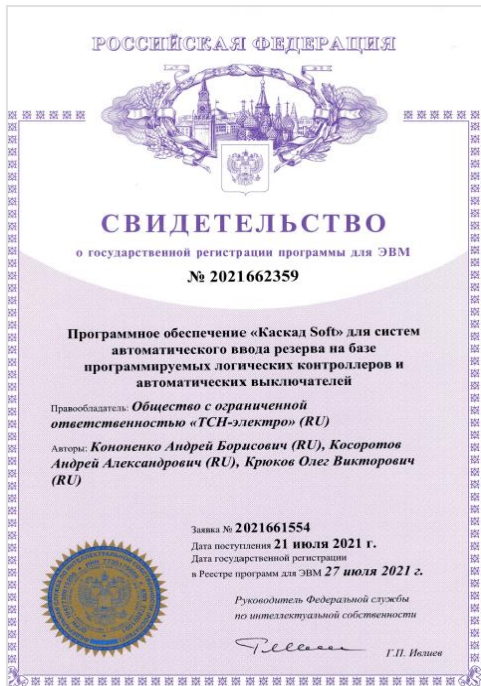 РОССИЙСКАЯ ФЕДЕРАЦИЯ
СВИДЕТЕЛЬСТВО
о государственной регистрации программы для ЭВМ
№ 2021662359
Программное обеспечение «Каскад Soft» для систем
автоматического ввода резерва на базе
программируемых логических контроллеров и
автоматических выключателей
Правообладатель: Общество с ограниченной
ответственностью «ТСН-электро» (RU)
Авторы: Кононенко Андрей Борисович (RU), Косоротов
Андрей Александрович (RU), Крюков Олег Викторович
(RU)
Заявка № 2021661554
Дата поступления 21 июля 2021 г.
Дата государственной регистрации
в Реестре программ для ЭВМ 27 июля 2021 г.
Руководитель Федеральной службы
по интеллектуальной собственности
Г.П. Ивлиев